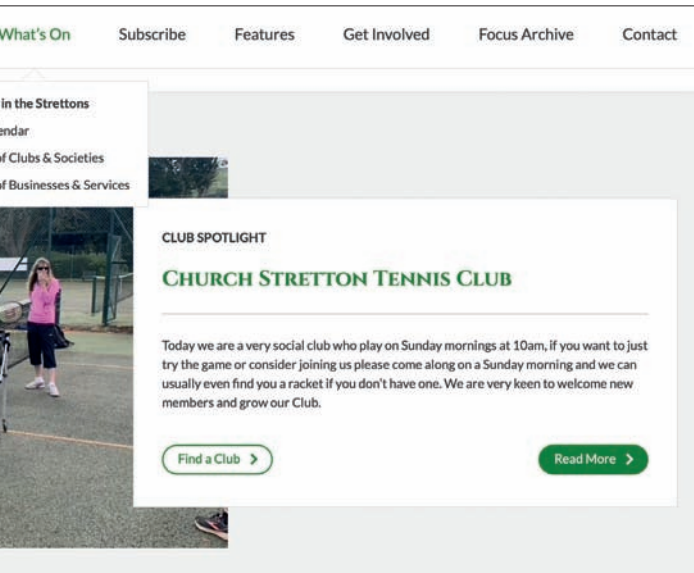 What's On Subscribe Features Get Involved Focus Archive Contact
in the Strettons
of Clubs & Societies
of Businesses & Services
CLUB SPOTLIGHT
CHURCH STRETTON TENNIS CLUB
Today we are a very social club who play on Sunday mornings at 10am, if you want to just
try the game or consider joining us please come along on a Sunday morning and we can
usually even find you a racket if you don't have one. We are very keen to welcome new
members and grow our Club.
Find a Club
Read More